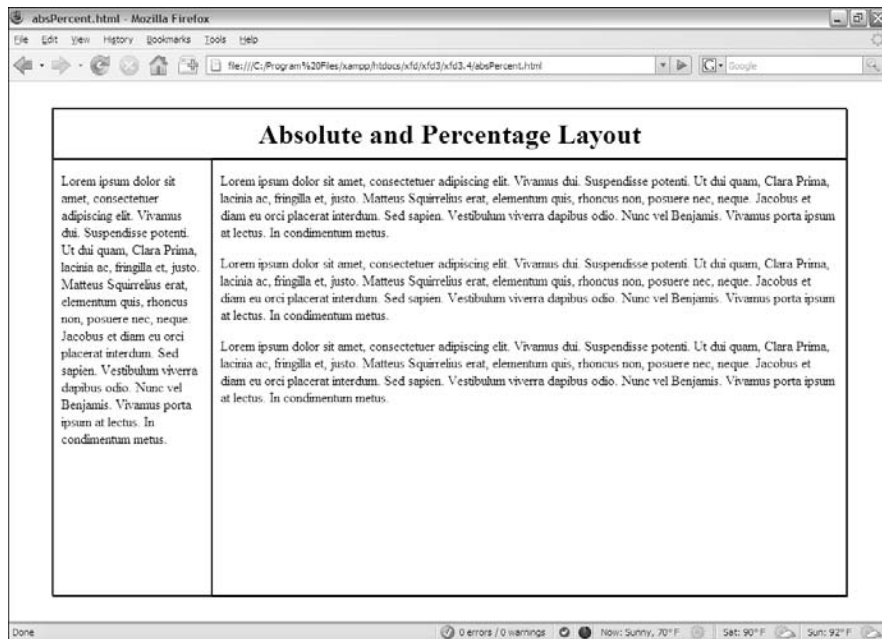 absPercent.html - Mozilla Firefox
File Edit View History Bookmarks Tools Help
file:///C:/Program%20Files/xampp/htdocs/xfd/xfd3/xfd3.4/absPercent.html
G Google
Absolute and Percentage Layout
Lorem ipsum dolor sit
amet, consectetuer
adipiscing elit. Vivamus
dui. Suspendisse potenti.
Ut dui quam, Clara Prima,
lacinia ac, fringilla et, justo.
Matteus Squirrelius erat,
elementum quis, rhoncus
non, posuere nec, neque.
Jacobus et diam eu orci
placerat interdum. Sed
sapien. Vestibulum viverra
dapibus odio. Nunc vel
Benjamis. Vivamus porta
ipsum at lectus. In
condimentum metus.
Lorem ipsum dolor sit amet, consectetuer adipiscing elit. Vivamus dui. Suspendisse potenti. Ut dui quam, Clara Prima,
lacinia ac, fringilla et, justo. Matteus Squirrelius erat, elementum quis, rhoncus non, posuere nec, neque. Jacobus et
diam eu orci placerat interdum. Sed sapien. Vestibulum viverra dapibus odio. Nunc vel Benjamis. Vivamus porta ipsum
at lectus. In condimentum metus.
Lorem ipsum dolor sit amet, consectetuer adipiscing elit. Vivamus dui. Suspendisse potenti. Ut dui quam, Clara Prima,
lacinia ac, fringilla et, justo. Matteus Squirrelius erat, elementum quis, rhoncus non, posuere nec, neque. Jacobus et
diam eu orci placerat interdum. Sed sapien. Vestibulum viverra dapibus odio. Nunc vel Benjamis. Vivamus porta ipsum
at lectus. In condimentum metus.
Lorem ipsum dolor sit amet, consectetuer adipiscing elit. Vivamus dui. Suspendisse potenti. Ut dui quam, Clara Prima,
lacinia ac, fringilla et, justo. Matteus Squirrelius erat, elementum quis, rhoncus non, posuere nec, neque. Jacobus et
diam eu orci placerat interdum. Sed sapien. Vestibulum viverra dapibus odio. Nunc vel Benjamis. Vivamus porta ipsum
at lectus. In condimentum metus.
Done 0 errors / 0 warnings Now: Sunny, 70° F Sat: 90° F Sun: 92° F